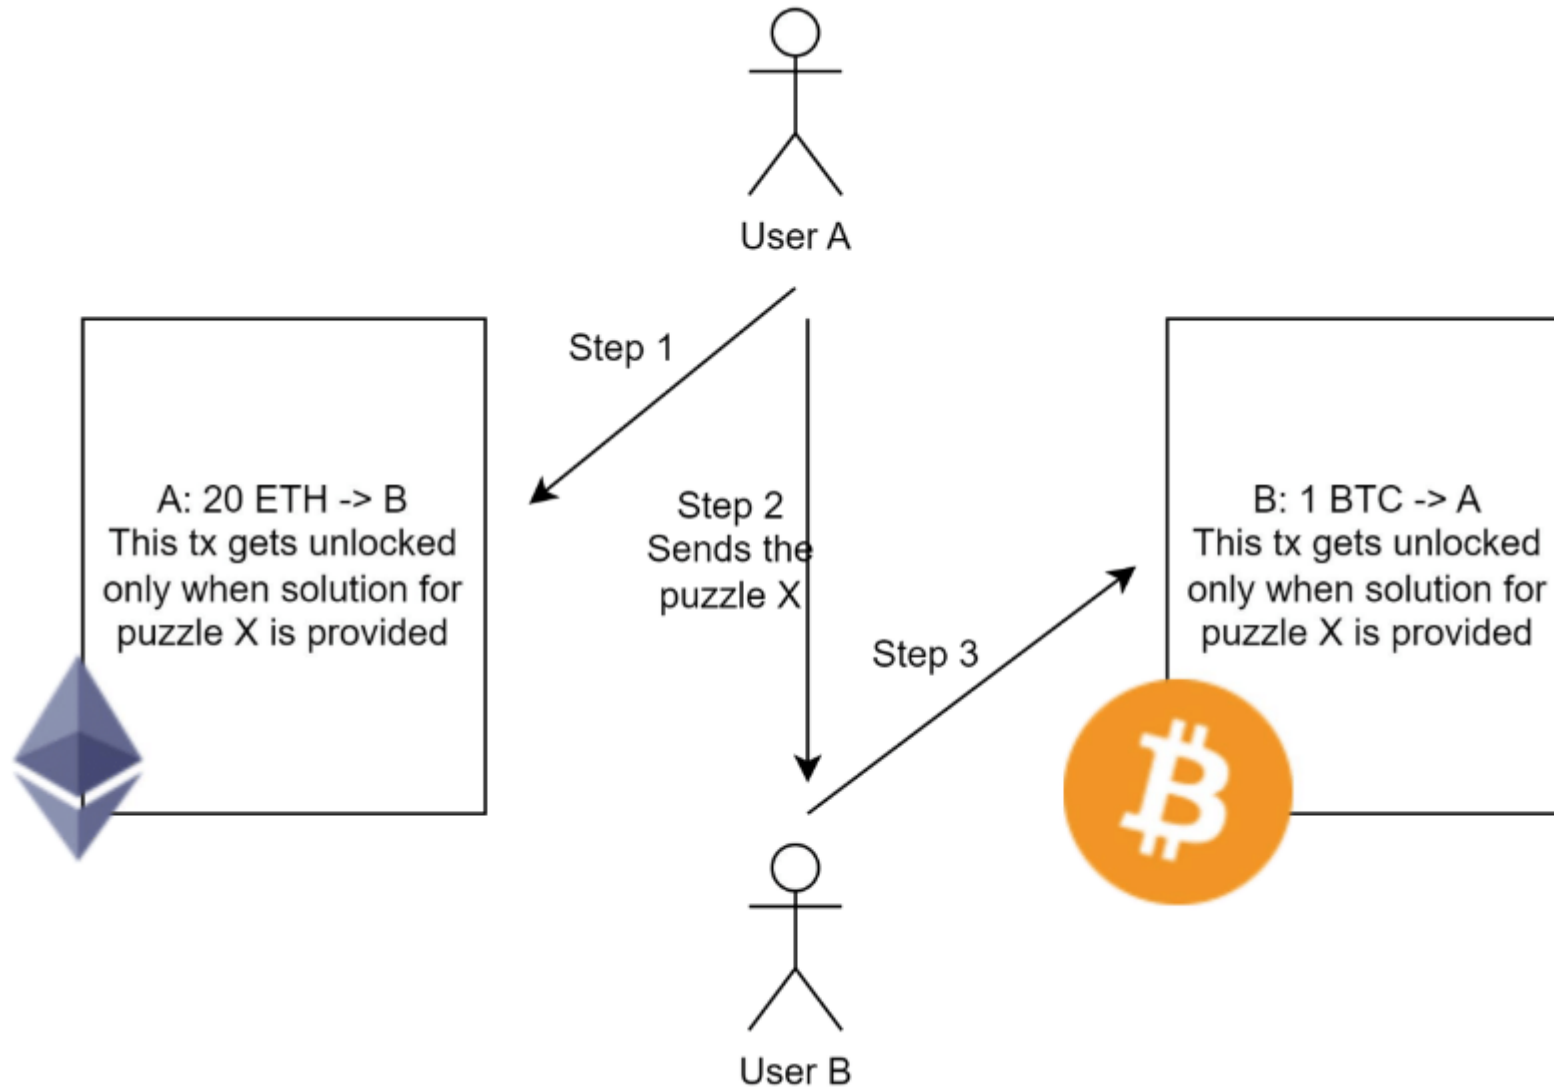 User A
Step 1
A: 20 ETH -> B
This tx gets unlocked
only when solution for
puzzle X is provided
Step 2
Sends the
puzzle X
Step 3
B: 1 BTC -> A
This tx gets unlocked
only when solution for
puzzle X is provided
User B